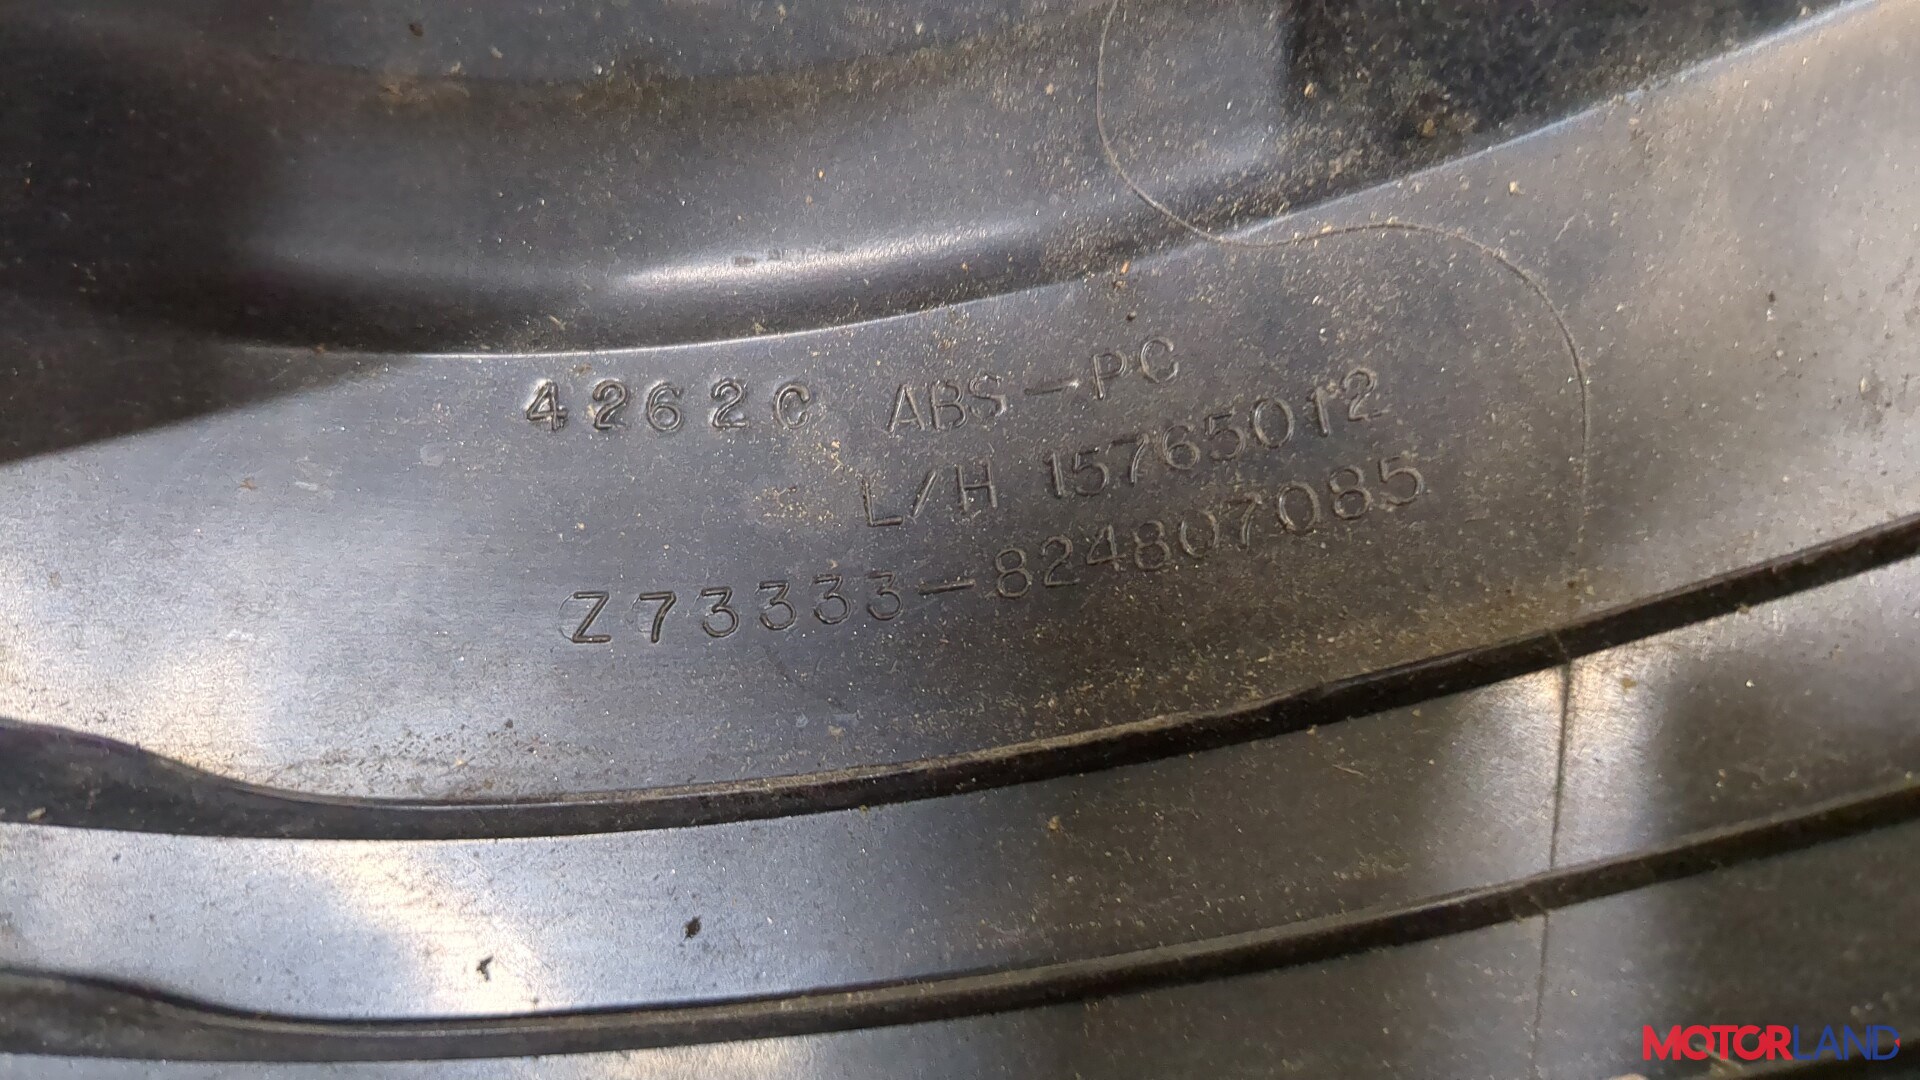 4262C ABS-PC
L/H 15765012
Z73333-824807085
MOTORLAND